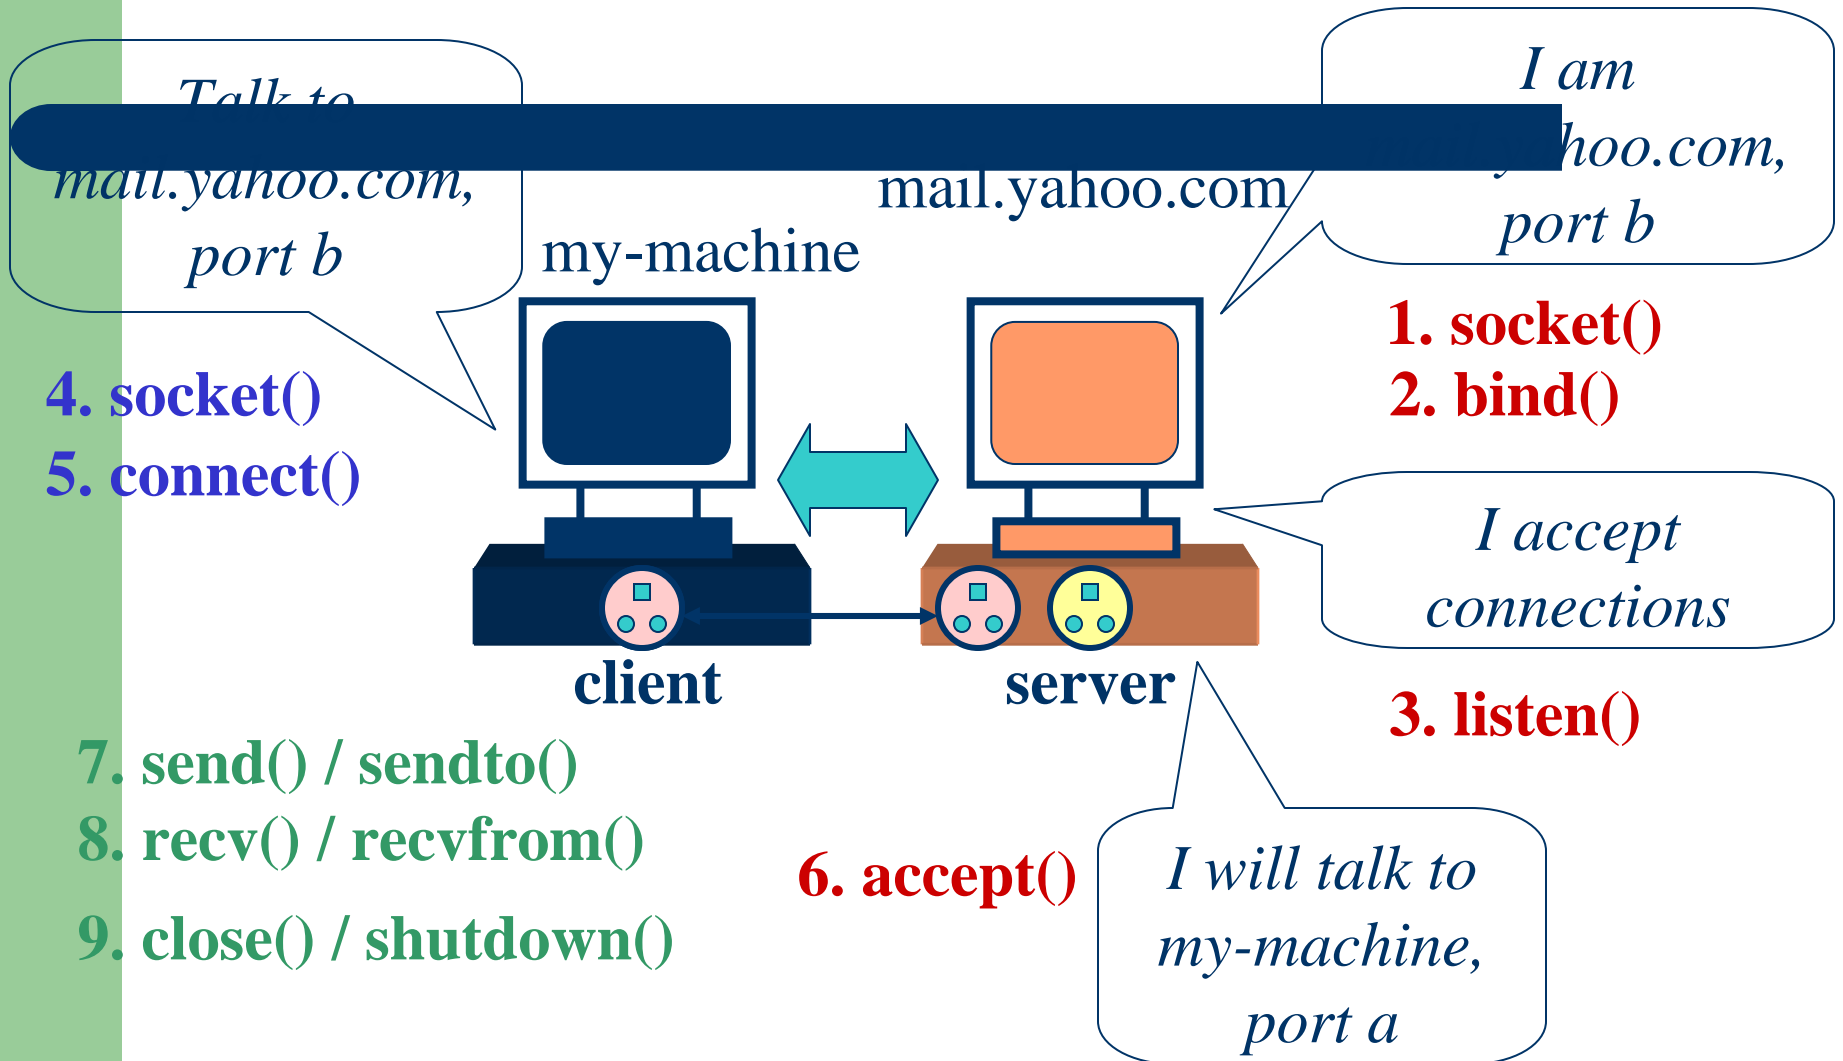 Talk to
mail.yahoo.com,
port b
I am
hoo.com,
port b
mail.yahoo.com
my-machine
1. socket()
2. bind()
4. socket()
5. connect()
I accept
connections
client
server
3. listen()
7. send() / sendto()
8. recv() / recvfrom()
9. close() / shutdown()
6. accept()
I will talk to
my-machine,
port a